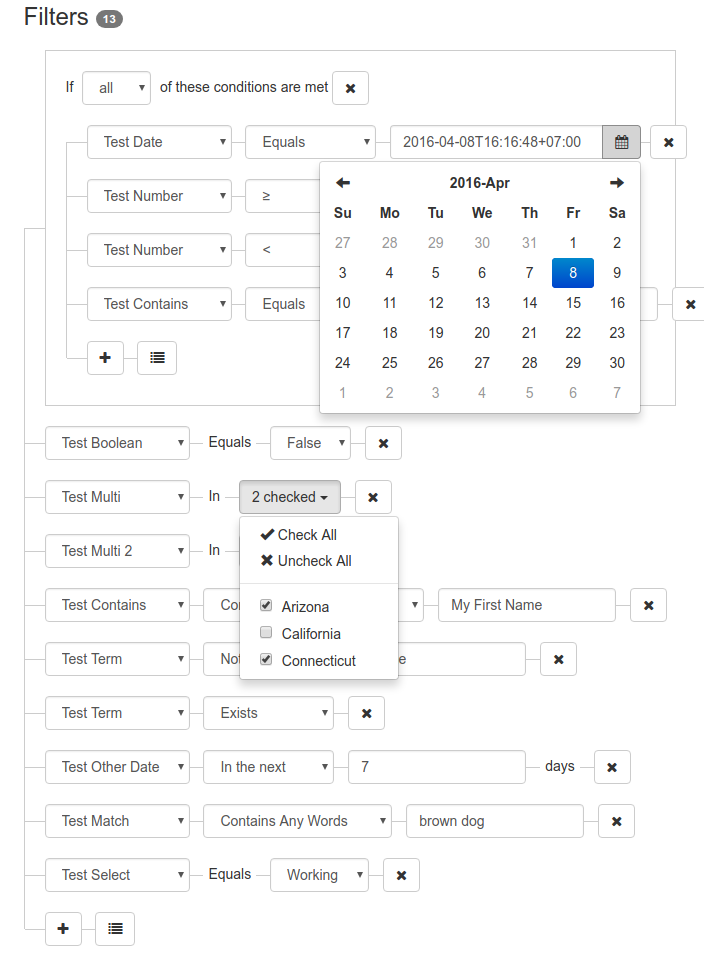 Filters 13
If all of these conditions are met
Test Date Equals 2016-04-08T16:16:48+07:00
2016-Apr
Su Mo Tu We Th Fr Sa
27 28 29 30 31 1 2
3 4 5 6 7 8 9
10 11 12 13 14 15 16
17 18 19 20 21 22 23
24 25 26 27 28 29 30
1 2 3 4 5 6 7
Test Number ≥
Test Number <
Test Contains Equals
Test Boolean Equals False
Test Multi In 2 checked
Check All
Uncheck All
Arizona
California
Connecticut
Test Multi 2 In
Test Contains My First Name
Test Term
Test Term Exists
Test Other Date In the next 7 days
Test Match Contains Any Words brown dog
Test Select Equals Working